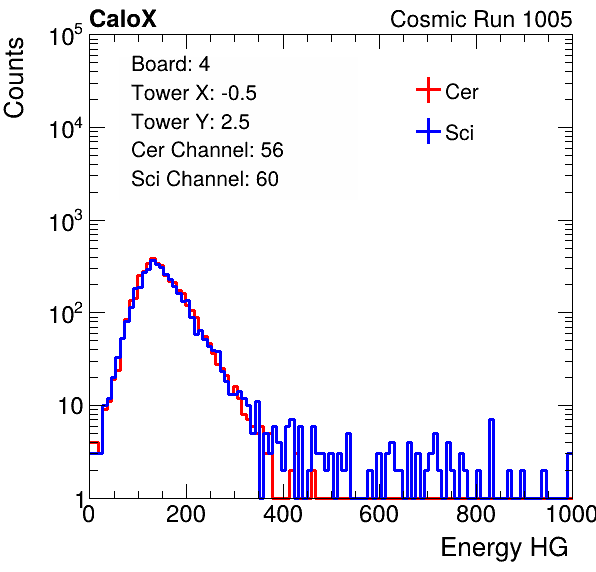 CaloX Cosmic Run 1005
Counts
10^5
10^4
10^3
10^2
10
1
Board: 4
Tower X: -0.5
Tower Y: 2.5
Cer Channel: 56
Sci Channel: 60
Cer
Sci
0 200 400 600 800 1000
Energy HG